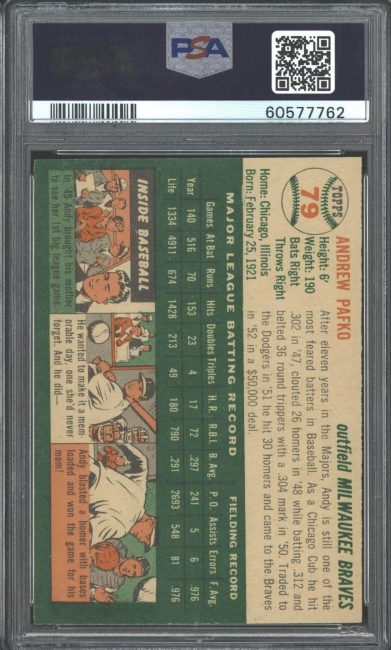 PSA
60577762
TOPPS
79
ANDREW PAFKO
outfield MILWAUKEE BRAVES
Height: 6'
Weight: 190
Bats Right
Throws Right
Home: Chicago, Illinois
Born: February 25, 1921
After eleven years in the Majors, Andy is still one of the
most feared batters in Baseball. As a Chicago Cub he hit
.302 in '47 clouted 26 homers in '48 while batting .312 and
belted 36 round trippers with a .304 mark in '50. Traded to
the Dodgers in '51 he hit 30 homers and came to the Braves
in '52 in a $50,000 deal.
MAJOR LEAGUE BATTING RECORD FIELDING RECORD
Games At Bat Runs Hits Doubles Triples H.R. R.B.I. B.Avg. P.O. Assists Errors F.Avg.
Year 140 516 70 153 23 4 17 72 .297 241 5 6 .976
Life 1334 4911 674 1428 213 49 180 790 .291 2693 548 81 .976
INSIDE BASEBALL
In '45 Andy brought his mother
to see her 1st big league game.
He wanted to make it a mem-
orable day one she'd never
forget. And he did—
Andy blasted a homer with bases
loaded and won the game for his
mom!